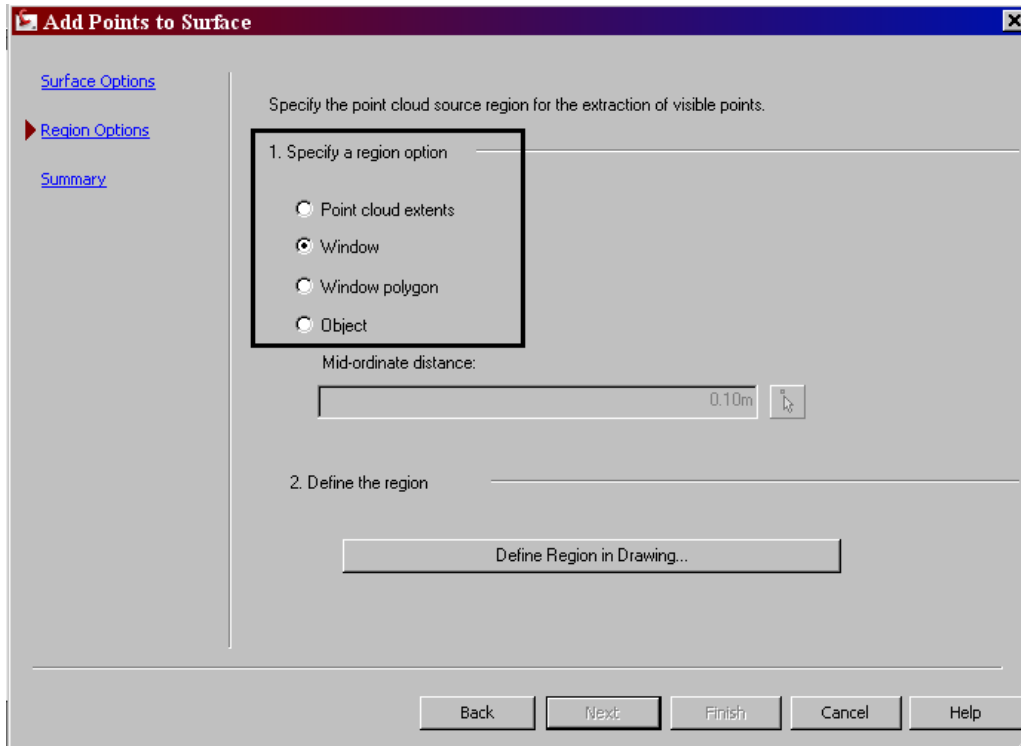 Add Points to Surface
Surface Options
Region Options
Summary
Specify the point cloud source region for the extraction of visible points.
1. Specify a region option
Point cloud extents
Window
Window polygon
Object
Mid-ordinate distance:
0.10m
2. Define the region
Define Region in Drawing...
Back Next Finish Cancel Help